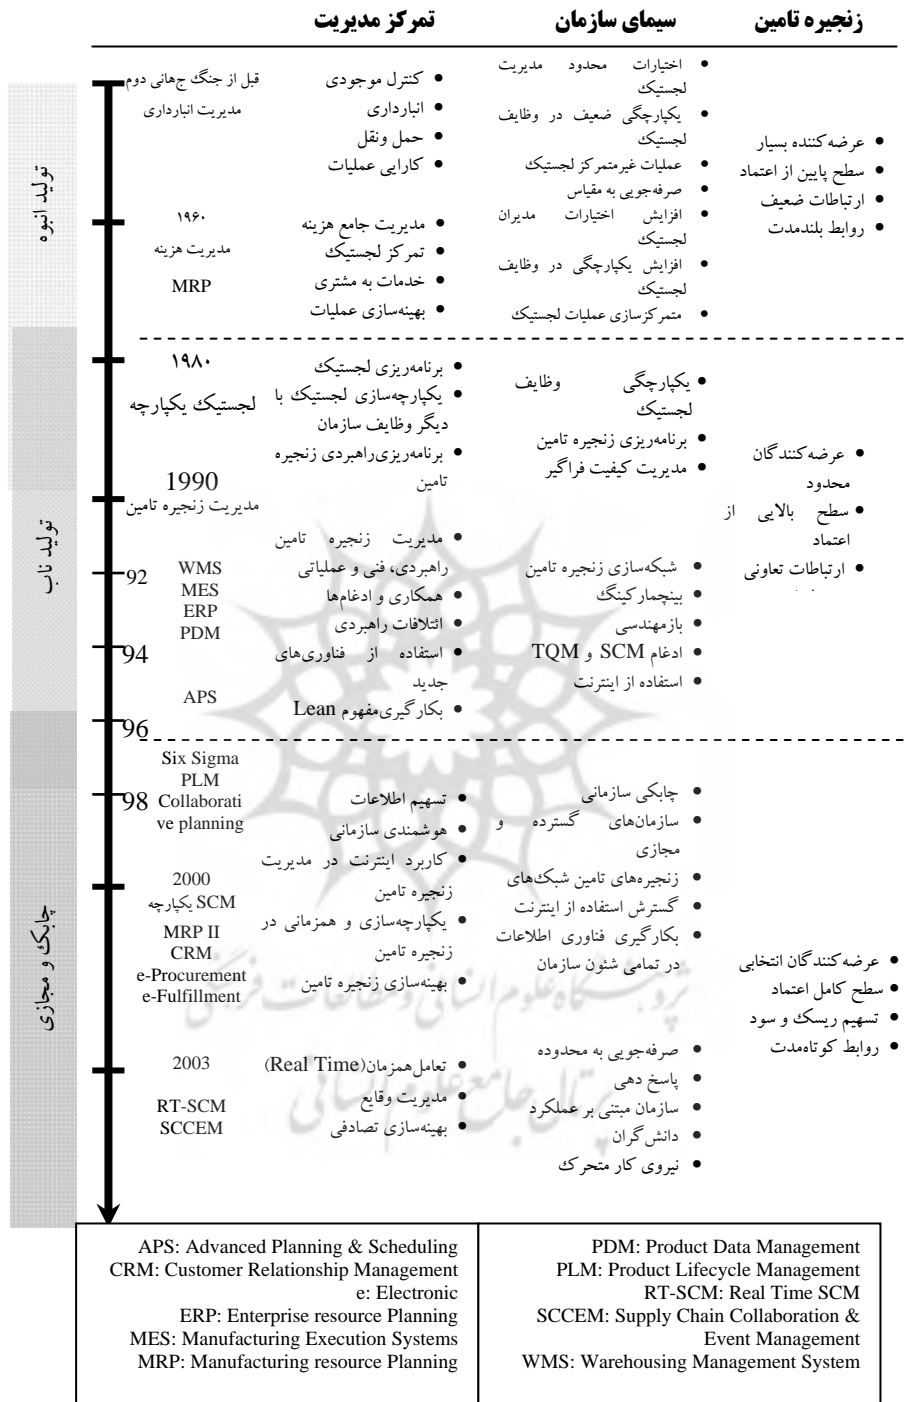 زنجیره تامین
سیمای سازمان
تمرکز مدیریت
تولید انبوه
قبل از جنگ جهانی دوم
مدیریت انبارداری
• کنترل موجودی
• انبارداری
• حمل ونقل
• کارایی عملیات
• اختیارات محدود مدیریت
لجستیک
• یکپارچگی ضعیف در وظایف
لجستیک
• عملیات غیرمتمرکز لجستیک
• صرفه‌جویی به مقیاس
• عرضه‌کننده بسیار
• سطح پایین از اعتماد
• ارتباطات ضعیف
• روابط بلندمدت
۱۹۶۰
مدیریت هزینه
MRP
• مدیریت جامع هزینه
• تمرکز لجستیک
• خدمات به مشتری
• بهینه‌سازی عملیات
• افزایش اختیارات مدیران
لجستیک
• افزایش یکپارچگی در وظایف
لجستیک
• متمرکزسازی عملیات لجستیک
تولید ناب
۱۹۸۰
لجستیک یکپارچه
• برنامه‌ریزی لجستیک
• یکپارچه‌سازی لجستیک با
دیگر وظایف سازمان
• برنامه‌ریزی‌راهبردی زنجیره
تامین
• یکپارچگی وظایف
لجستیک
• برنامه‌ریزی زنجیره تامین
• مدیریت کیفیت فراگیر
• عرضه‌کنندگان
محدود
• سطح بالایی از
اعتماد
• ارتباطات تعاونی
1990
مدیریت زنجیره تامین
92
WMS
MES
ERP
PDM
94
APS
96
• مدیریت زنجیره تامین
راهبردی، فنی و عملیاتی
• همکاری و ادغام‌ها
• ائتلافات راهبردی
• استفاده از فناوری‌های
جدید
• بکارگیری‌مفهوم Lean
• شبکه‌سازی زنجیره تامین
• بینچمارکینگ
• بازمهندسی
• ادغام SCM و TQM
• استفاده از اینترنت
چابک و مجازی
Six Sigma
PLM
98
Collaborati
ve planning
2000
SCM یکپارچه
MRP II
CRM
e-Procurement
e-Fulfillment
• تسهیم اطلاعات
• هوشمندی سازمانی
• کاربرد اینترنت در مدیریت
زنجیره تامین
• یکپارچه‌سازی و همزمانی در
زنجیره تامین
• بهینه‌سازی زنجیره تامین
• چابکی سازمانی
• سازمان‌های گسترده و
مجازی
• زنجیره‌های تامین شبک‌های
• گسترش استفاده از اینترنت
• بکارگیری فناوری اطلاعات
در تمامی شئون سازمان
• عرضه‌کنندگان انتخابی
• سطح کامل اعتماد
• تسهیم ریسک و سود
• روابط کوتاه‌مدت
2003
RT-SCM
SCCEM
• تعامل‌همزمان(Real Time)
• مدیریت وقایع
• بهینه‌سازی تصادفی
• صرفه‌جویی به محدوده
• پاسخ دهی
• سازمان مبتنی بر عملکرد
• دانش‌گران
• نیروی کار متحرک
پژوهشگاه علوم انسانی و مطالعات فرهنگی
پرتال جامع علوم انسانی
APS: Advanced Planning & Scheduling
CRM: Customer Relationship Management
e: Electronic
ERP: Enterprise resource Planning
MES: Manufacturing Execution Systems
MRP: Manufacturing resource Planning
PDM: Product Data Management
PLM: Product Lifecycle Management
RT-SCM: Real Time SCM
SCCEM: Supply Chain Collaboration &
Event Management
WMS: Warehousing Management System